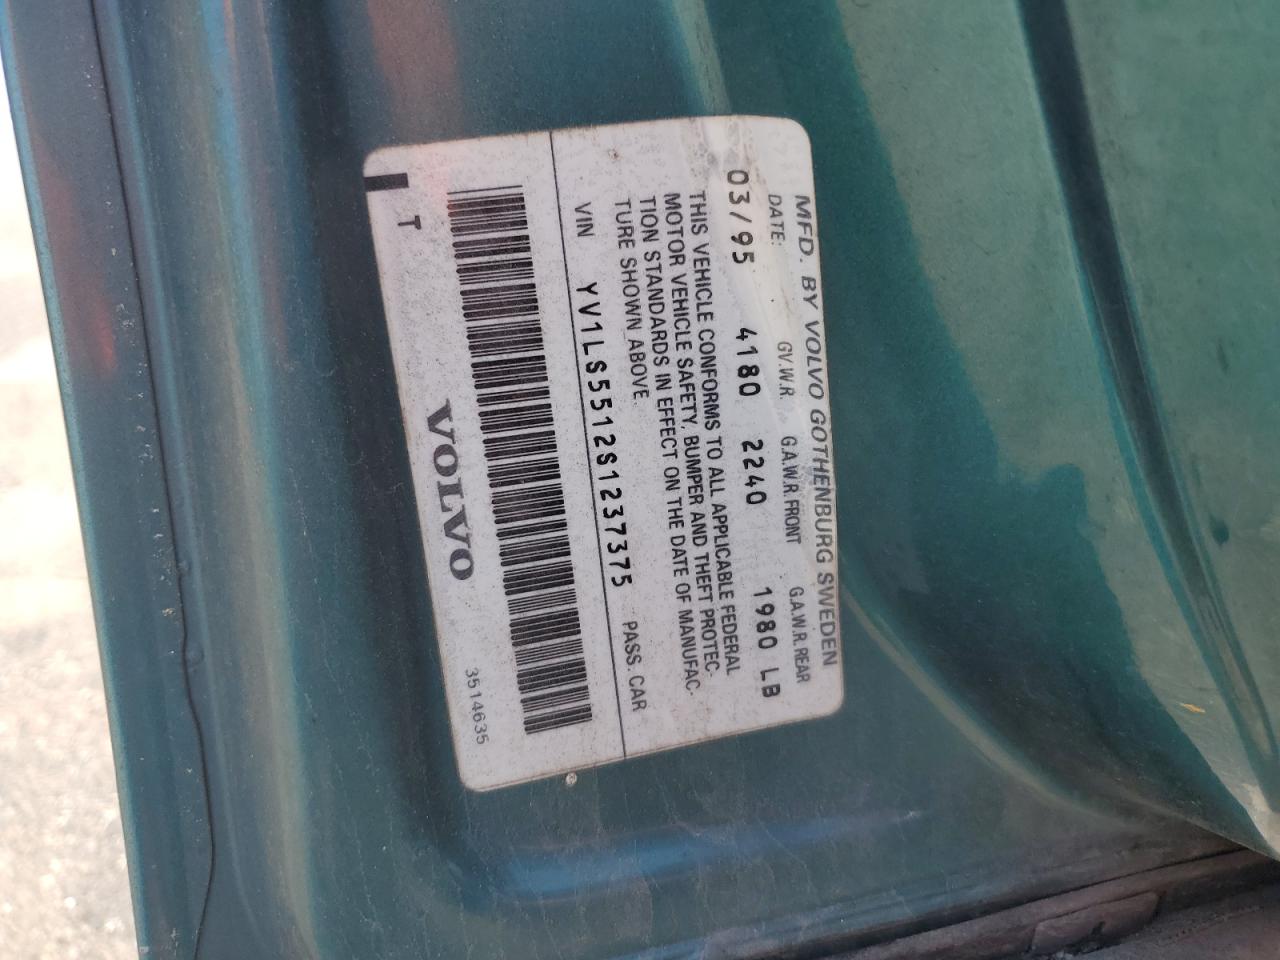 MFD. BY VOLVO GOTHENBURG SWEDEN
DATE: G.V.W.R. G.A.W.R. FRONT G.A.W.R. REAR
03/95 4180 2240 1980 LB
THIS VEHICLE CONFORMS TO ALL APPLICABLE FEDERAL
MOTOR VEHICLE SAFETY, BUMPER AND THEFT PROTEC-
TION STANDARDS IN EFFECT ON THE DATE OF MANUFAC-
TURE SHOWN ABOVE.
VIN YV1LS5512S1237375 PASS. CAR
T
VOLVO
3514635